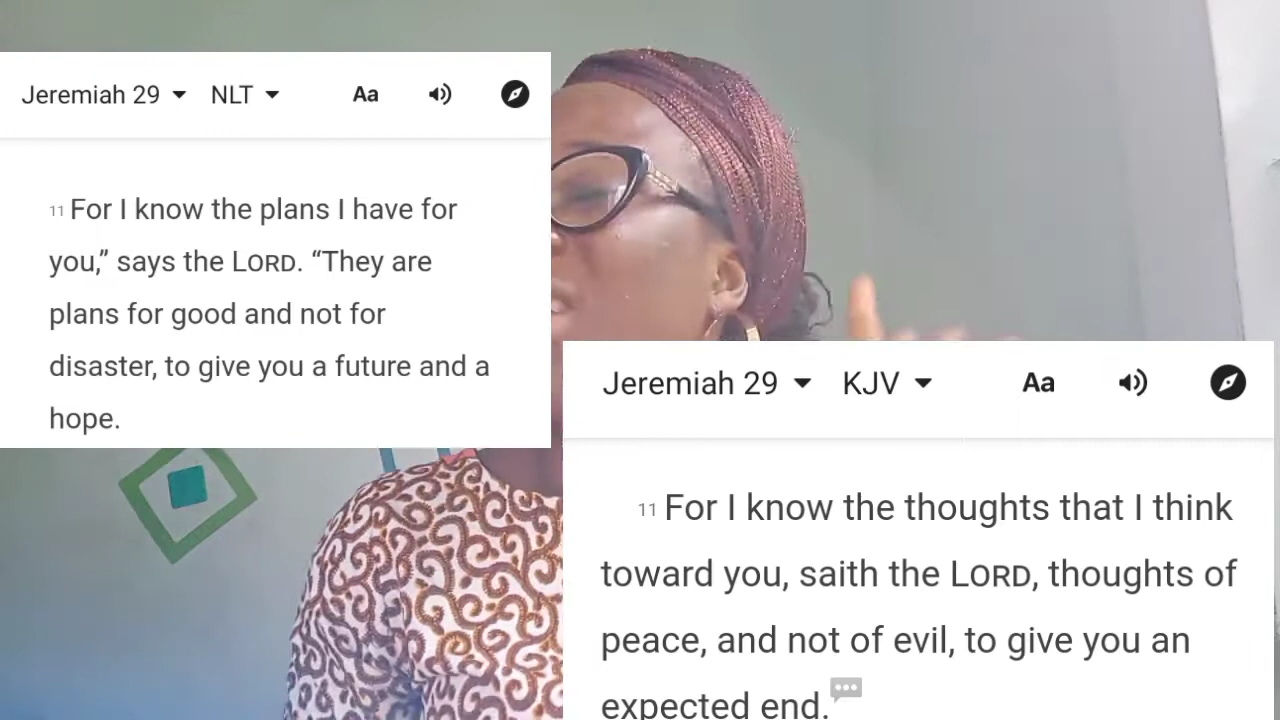 Jeremiah 29 NLT Aa
11 For I know the plans I have for
you,” says the LORD. “They are
plans for good and not for
disaster, to give you a future and a
hope.
Jeremiah 29 KJV Aa
11 For I know the thoughts that I think
toward you, saith the LORD, thoughts of
peace, and not of evil, to give you an
expected end.